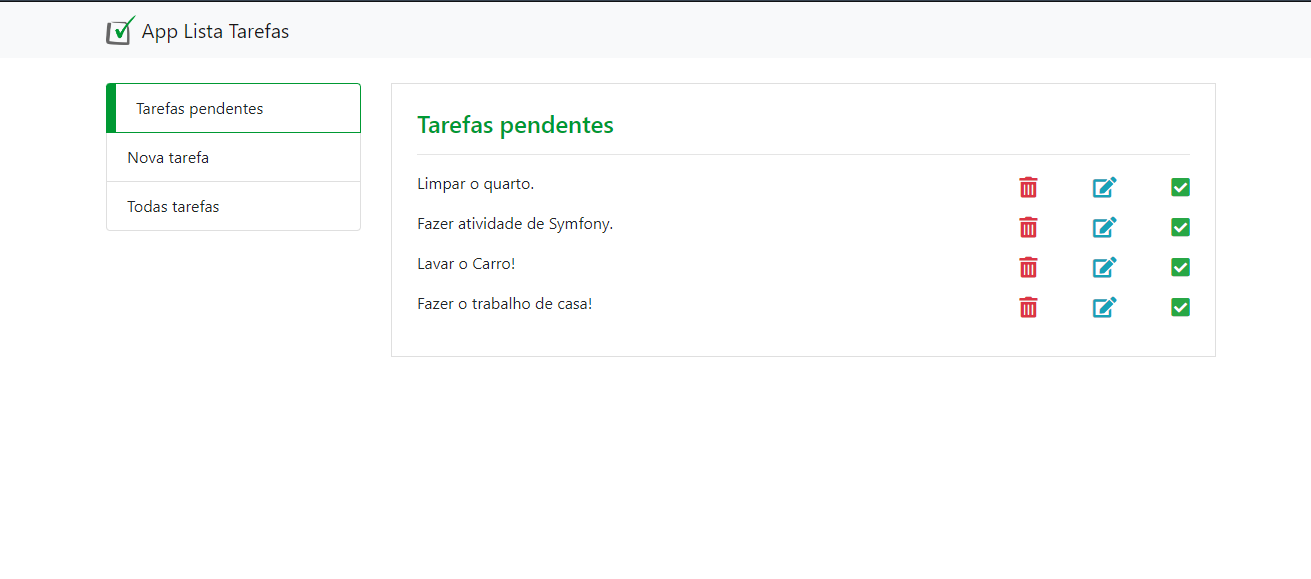 App Lista Tarefas
Tarefas pendentes
Nova tarefa
Todas tarefas
Tarefas pendentes
Limpar o quarto.
Fazer atividade de Symfony.
Lavar o Carro!
Fazer o trabalho de casa!